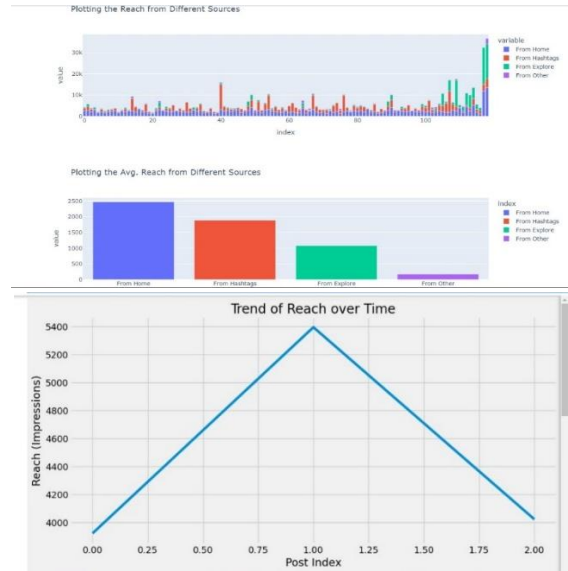 Plotting the Reach from Different Sources
variable
From Home
From Hashtags
From Explore
From Other
value
30k
20k
10k
0
0 20 40 60 80 100
index
Plotting the Avg. Reach from Different Sources
index
From Home
From Hashtags
From Explore
From Other
value
2500
2000
1500
1000
500
0
From Home From Hashtags From Explore From Other
Trend of Reach over Time
Reach (Impressions)
5400
5200
5000
4800
4600
4400
4200
4000
0.00 0.25 0.50 0.75 1.00 1.25 1.50 1.75 2.00
Post Index